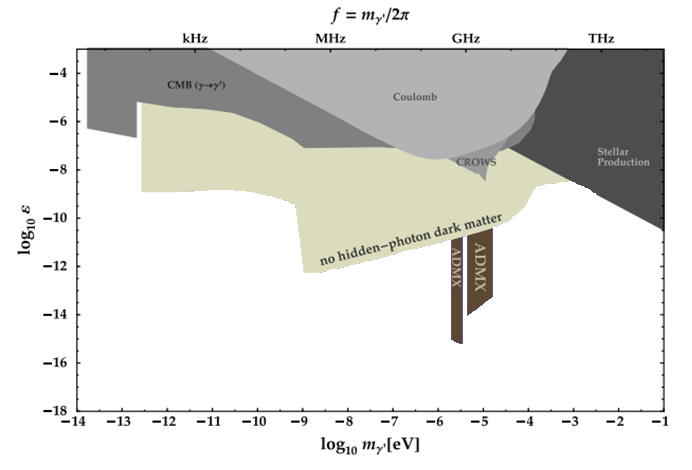 f = mγ'/2π
kHz MHz GHz THz
−4
−6
−8
−10
−12
−14
−16
−18
log10 ε
CMB (γ→γ')
Coulomb
CROWS
Stellar
Production
no hidden−photon dark matter
ADMX
ADMX
−14 −13 −12 −11 −10 −9 −8 −7 −6 −5 −4 −3 −2 −1
log10 mγ'[eV]